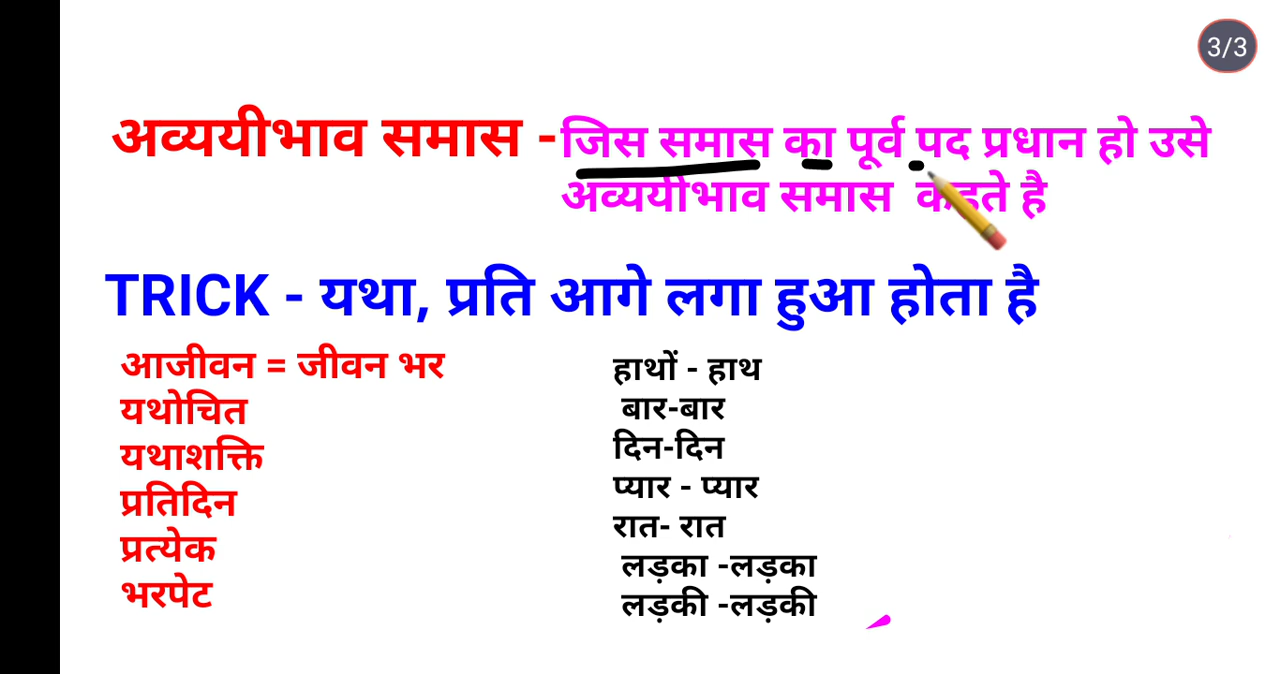 3/3
अव्ययीभाव समास -जिस समास का पूर्व पद प्रधान हो उसे
अव्ययीभाव समास कहते है
TRICK - यथा, प्रति आगे लगा हुआ होता है
आजीवन = जीवन भर
यथोचित
यथाशक्ति
प्रतिदिन
प्रत्येक
भरपेट
हाथों - हाथ
बार-बार
दिन-दिन
प्यार - प्यार
रात- रात
लड़का -लड़का
लड़की -लड़की